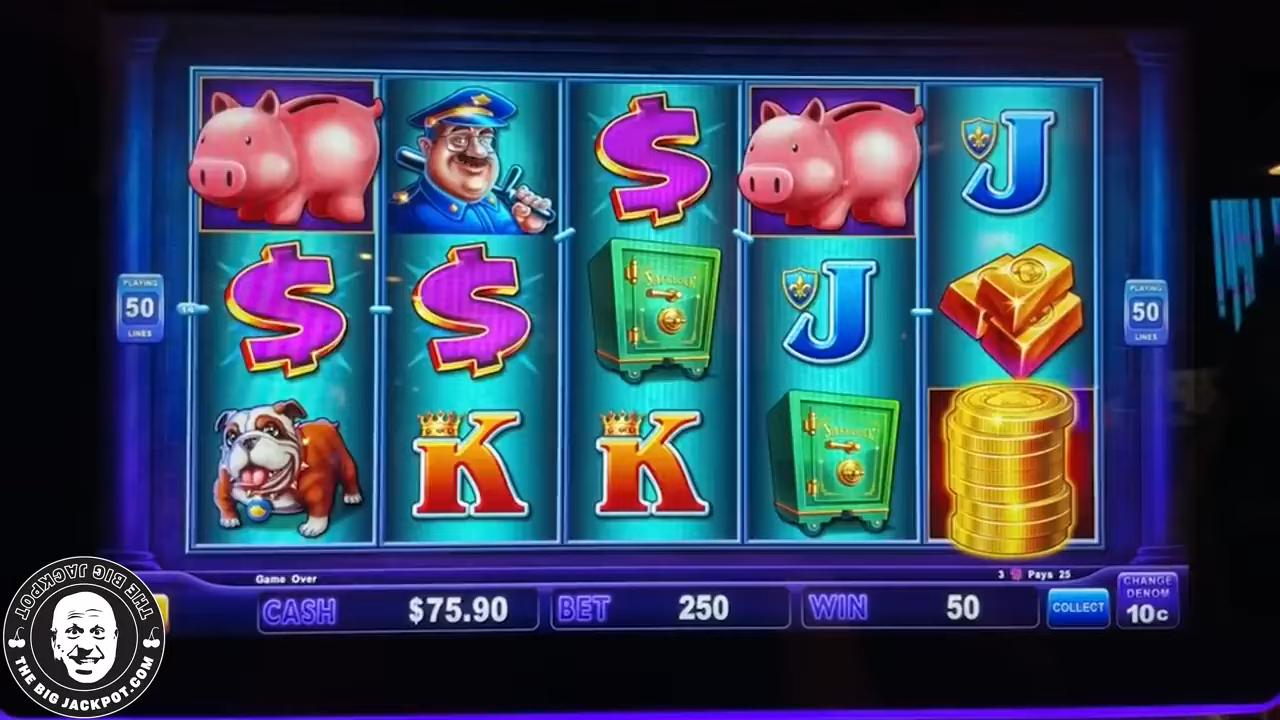 J
PLAYING
50
LINES
SAFE
J
PLAYING
50
LINES
K
K
Game Over
3 Pays 25
CASH $75.90 BET 250 WIN 50 COLLECT
CHANGE
DENOM
10c
THE BIG JACKPOT
THE BIG JACKPOT.COM